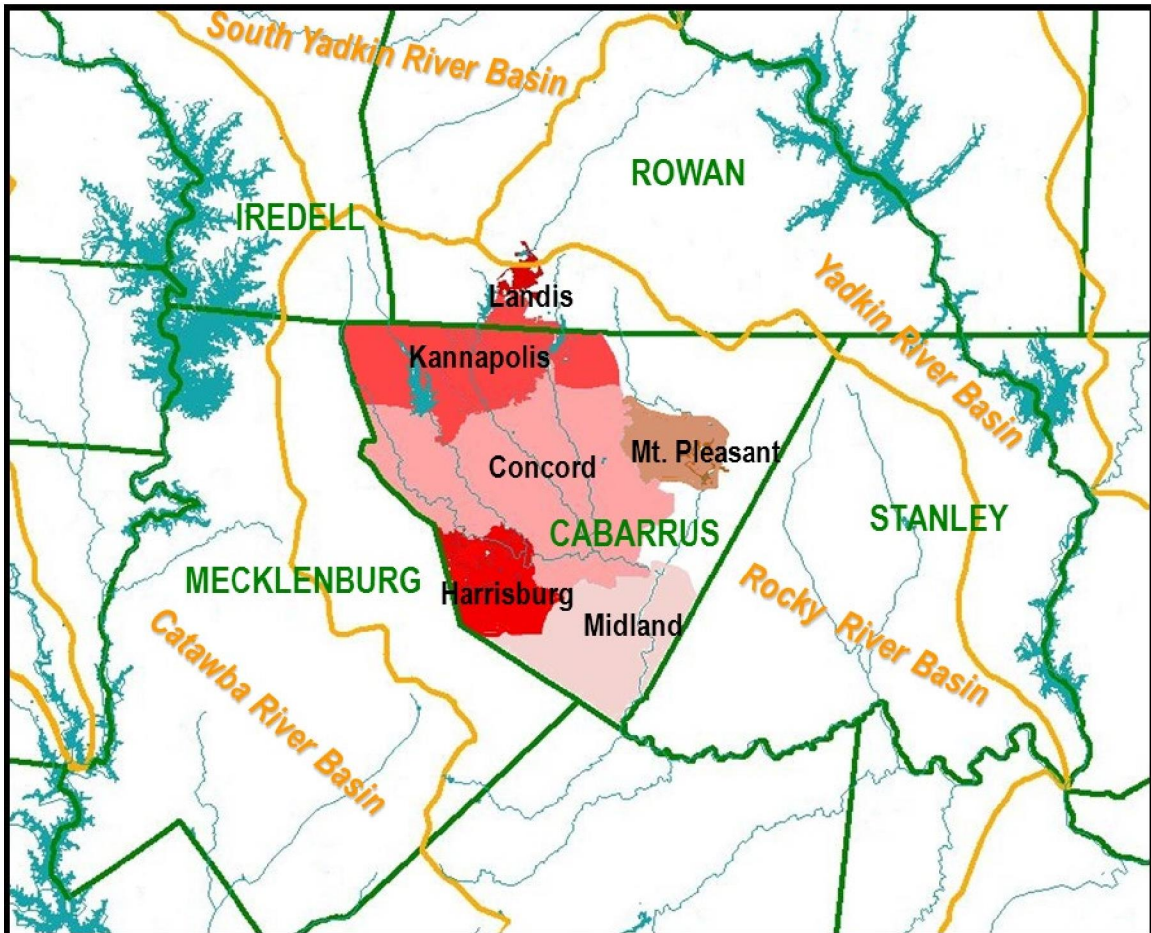 South Yadkin River Basin
ROWAN
IREDELL
Landis
Yadkin River Basin
Kannapolis
Mt. Pleasant
Concord
STANLEY
CABARRUS
MECKLENBURG
Harrisburg
Rocky River Basin
Midland
Catawba River Basin